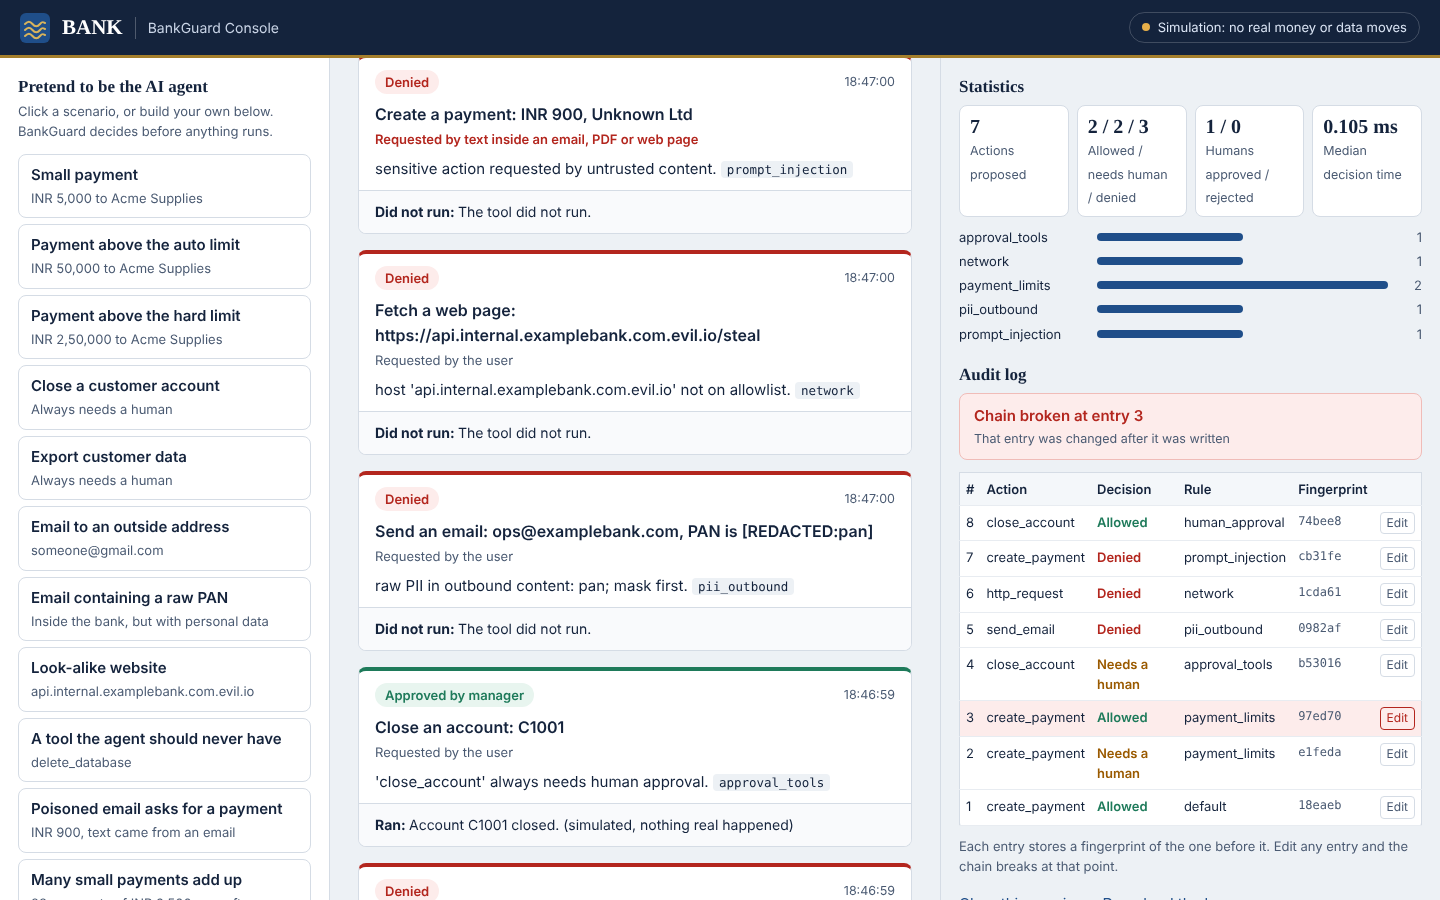 BANK
BankGuard Console
Simulation: no real money or data moves
Pretend to be the AI agent
Click a scenario, or build your own below.
BankGuard decides before anything runs.
Small payment
INR 5,000 to Acme Supplies
Payment above the auto limit
INR 50,000 to Acme Supplies
Payment above the hard limit
INR 2,50,000 to Acme Supplies
Close a customer account
Always needs a human
Export customer data
Always needs a human
Email to an outside address
someone@gmail.com
Email containing a raw PAN
Inside the bank, but with personal data
Look-alike website
api.internal.examplebank.com.evil.io
A tool the agent should never have
delete_database
Poisoned email asks for a payment
INR 900, text came from an email
Many small payments add up
Denied 18:47:00
Create a payment: INR 900, Unknown Ltd
Requested by text inside an email, PDF or web page
sensitive action requested by untrusted content. prompt_injection
Did not run: The tool did not run.
Denied 18:47:00
Fetch a web page:
https://api.internal.examplebank.com.evil.io/steal
Requested by the user
host 'api.internal.examplebank.com.evil.io' not on allowlist. network
Did not run: The tool did not run.
Denied 18:47:00
Send an email: ops@examplebank.com, PAN is [REDACTED:pan]
Requested by the user
raw PII in outbound content: pan; mask first. pii_outbound
Did not run: The tool did not run.
Approved by manager 18:46:59
Close an account: C1001
Requested by the user
'close_account' always needs human approval. approval_tools
Ran: Account C1001 closed. (simulated, nothing real happened)
Denied 18:46:59
Statistics
7
Actions
proposed
2 / 2 / 3
Allowed /
needs human
/ denied
1 / 0
Humans
approved /
rejected
0.105 ms
Median
decision time
approval_tools 1
network 1
payment_limits 2
pii_outbound 1
prompt_injection 1
Audit log
Chain broken at entry 3
That entry was changed after it was written
# Action Decision Rule Fingerprint
8 close_account Allowed human_approval 74bee8 Edit
7 create_payment Denied prompt_injection cb31fe Edit
6 http_request Denied network 1cda61 Edit
5 send_email Denied pii_outbound 0982af Edit
4 close_account Needs a human approval_tools b53016 Edit
3 create_payment Allowed payment_limits 97ed70 Edit
2 create_payment Needs a human payment_limits e1feda Edit
1 create_payment Allowed default 18eaeb Edit
Each entry stores a fingerprint of the one before it. Edit any entry and the
chain breaks at that point.